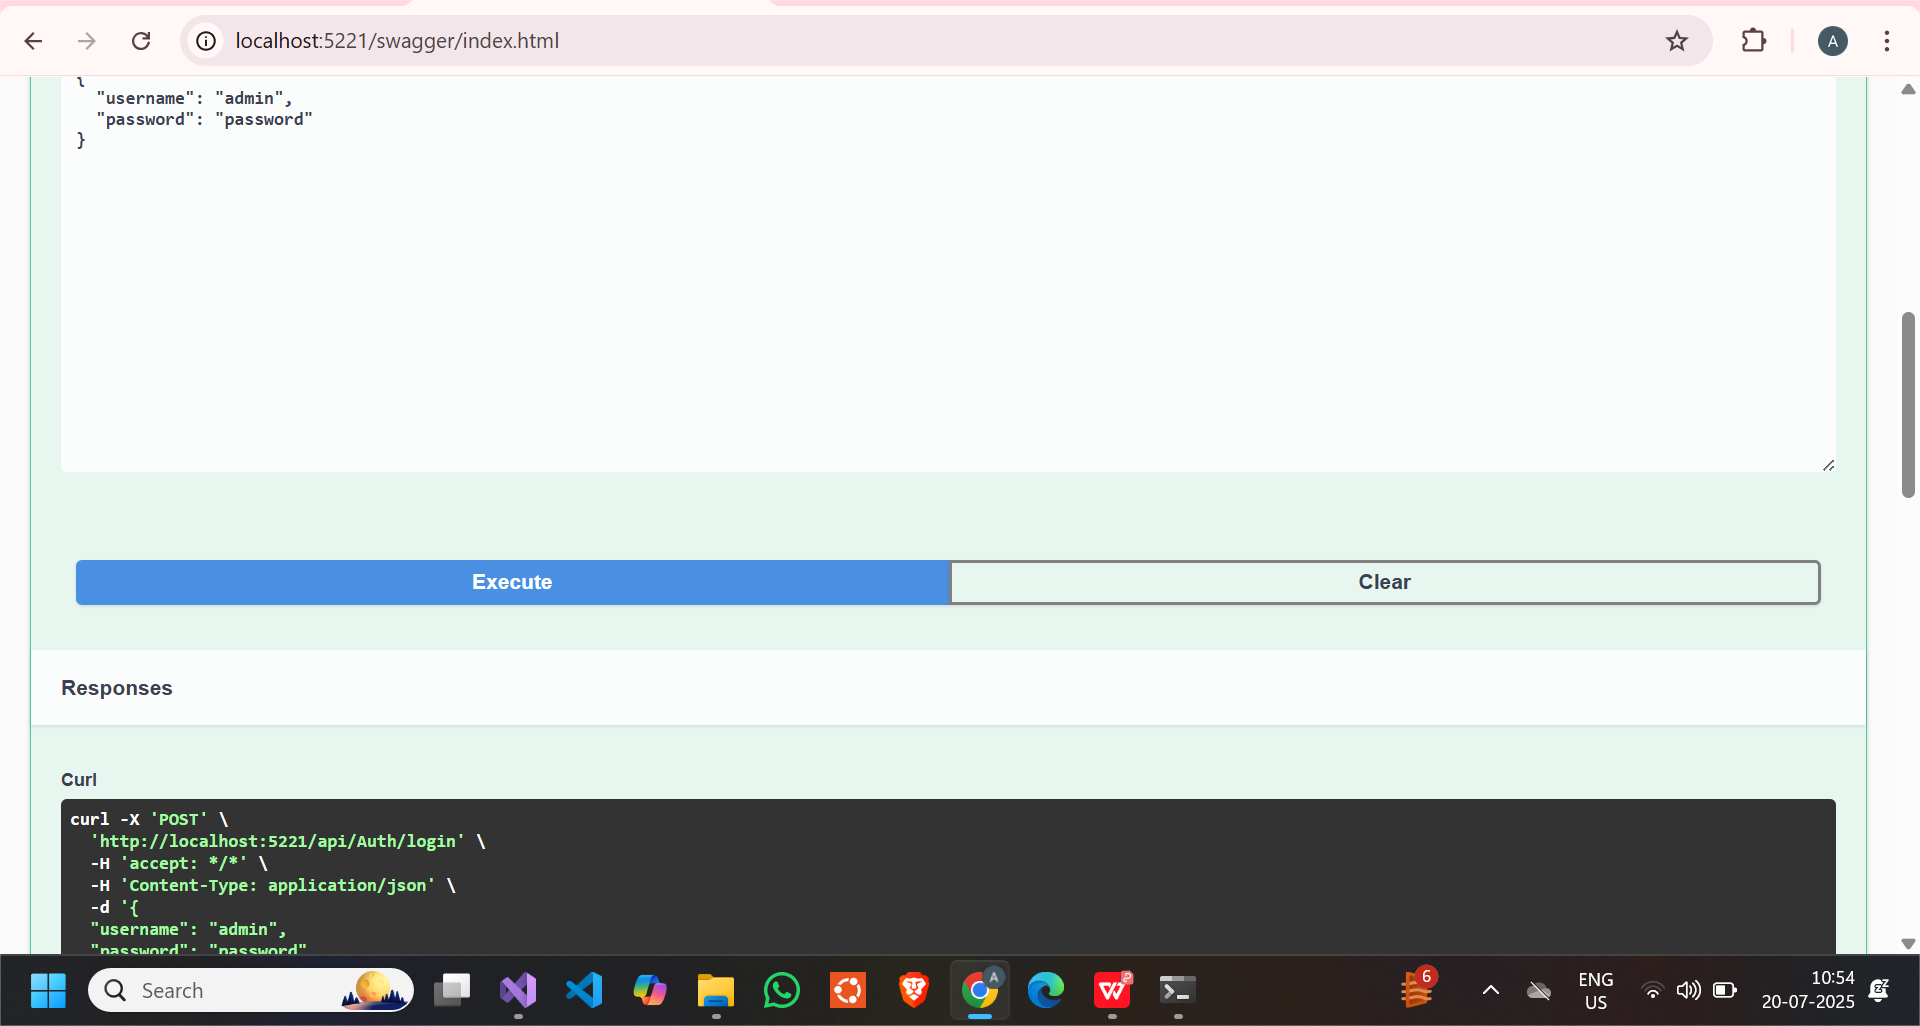 localhost:5221/swagger/index.html
A
{
"username": "admin",
"password": "password"
}
Execute
Clear
Responses
Curl
curl -X 'POST' \
'http://localhost:5221/api/Auth/login' \
-H 'accept: */*' \
-H 'Content-Type: application/json' \
-d '{
"username": "admin",
"password": "password"
Search
A
6
ENG
US
10:54
20-07-2025